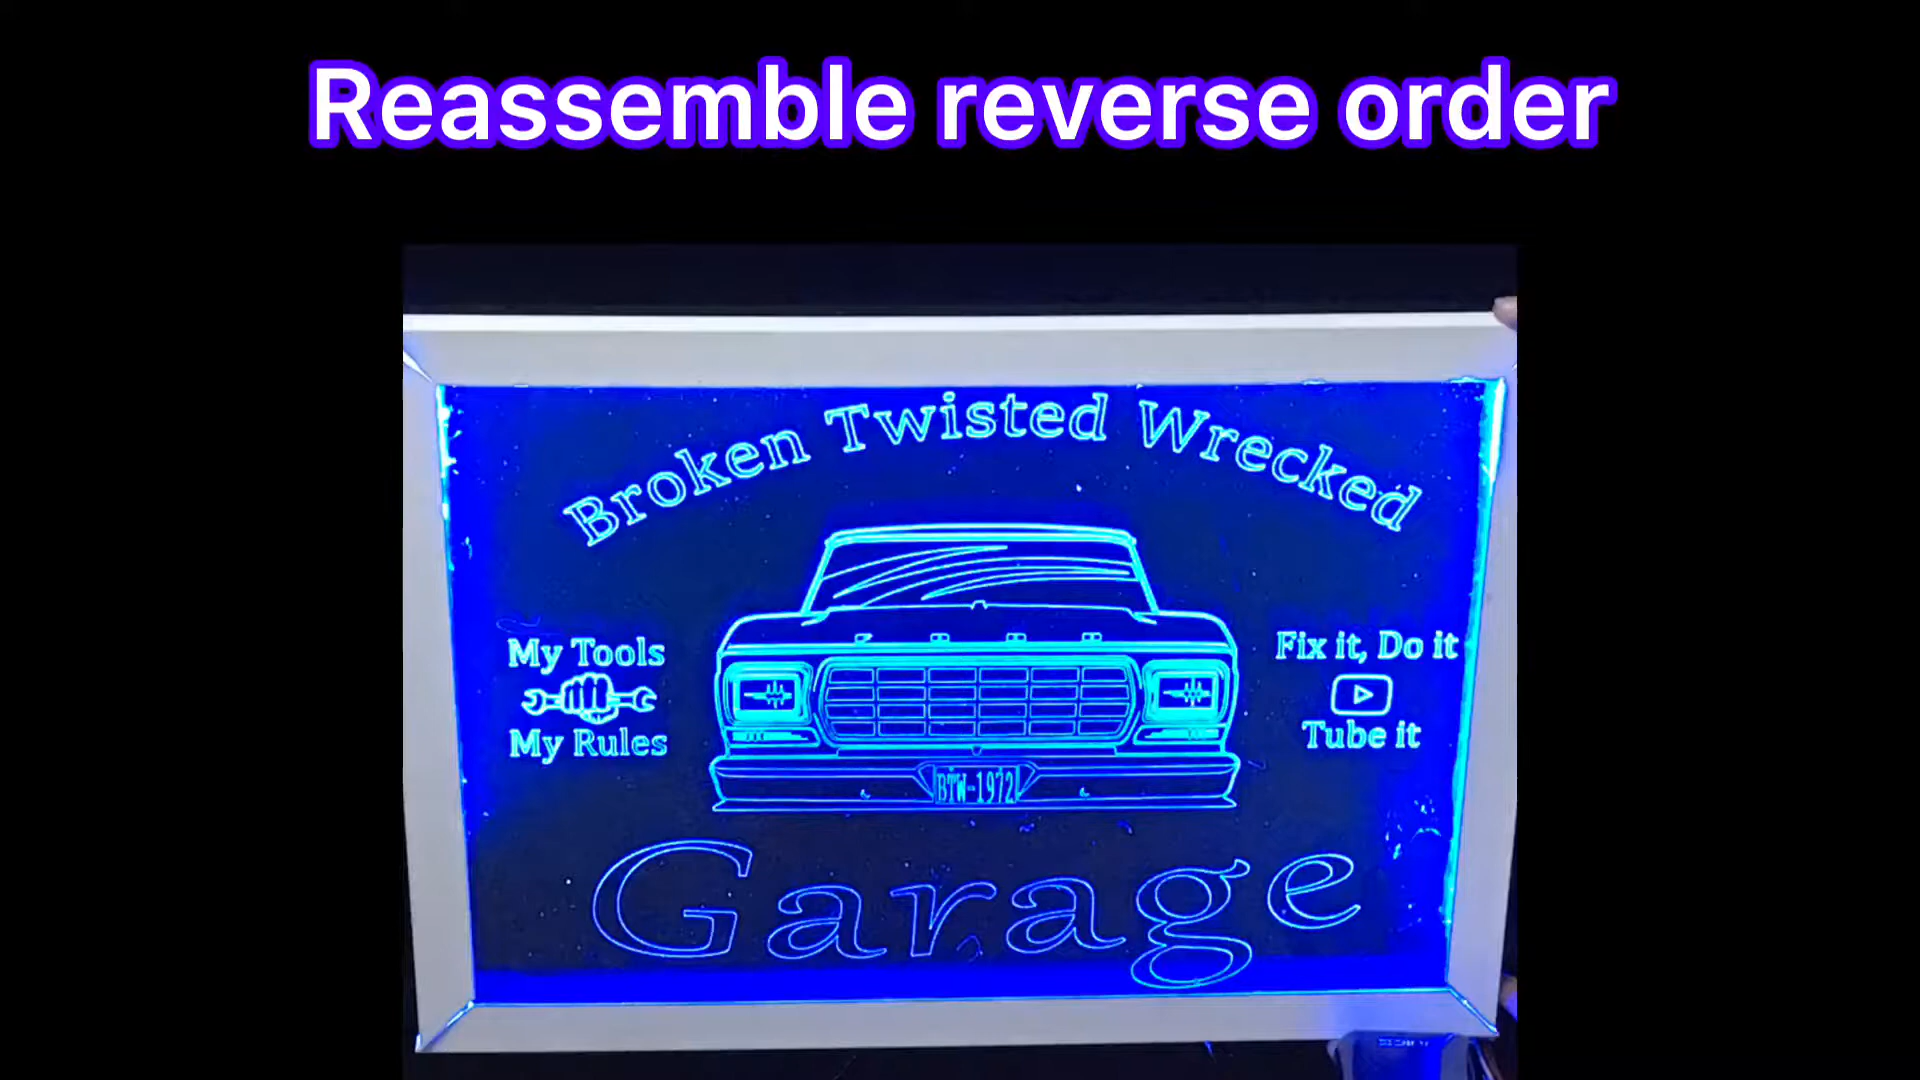 Reassemble reverse order
Broken Twisted Wrecked
My Tools
My Rules
Fix it, Do it
Tube it
BTW-1972
Garage